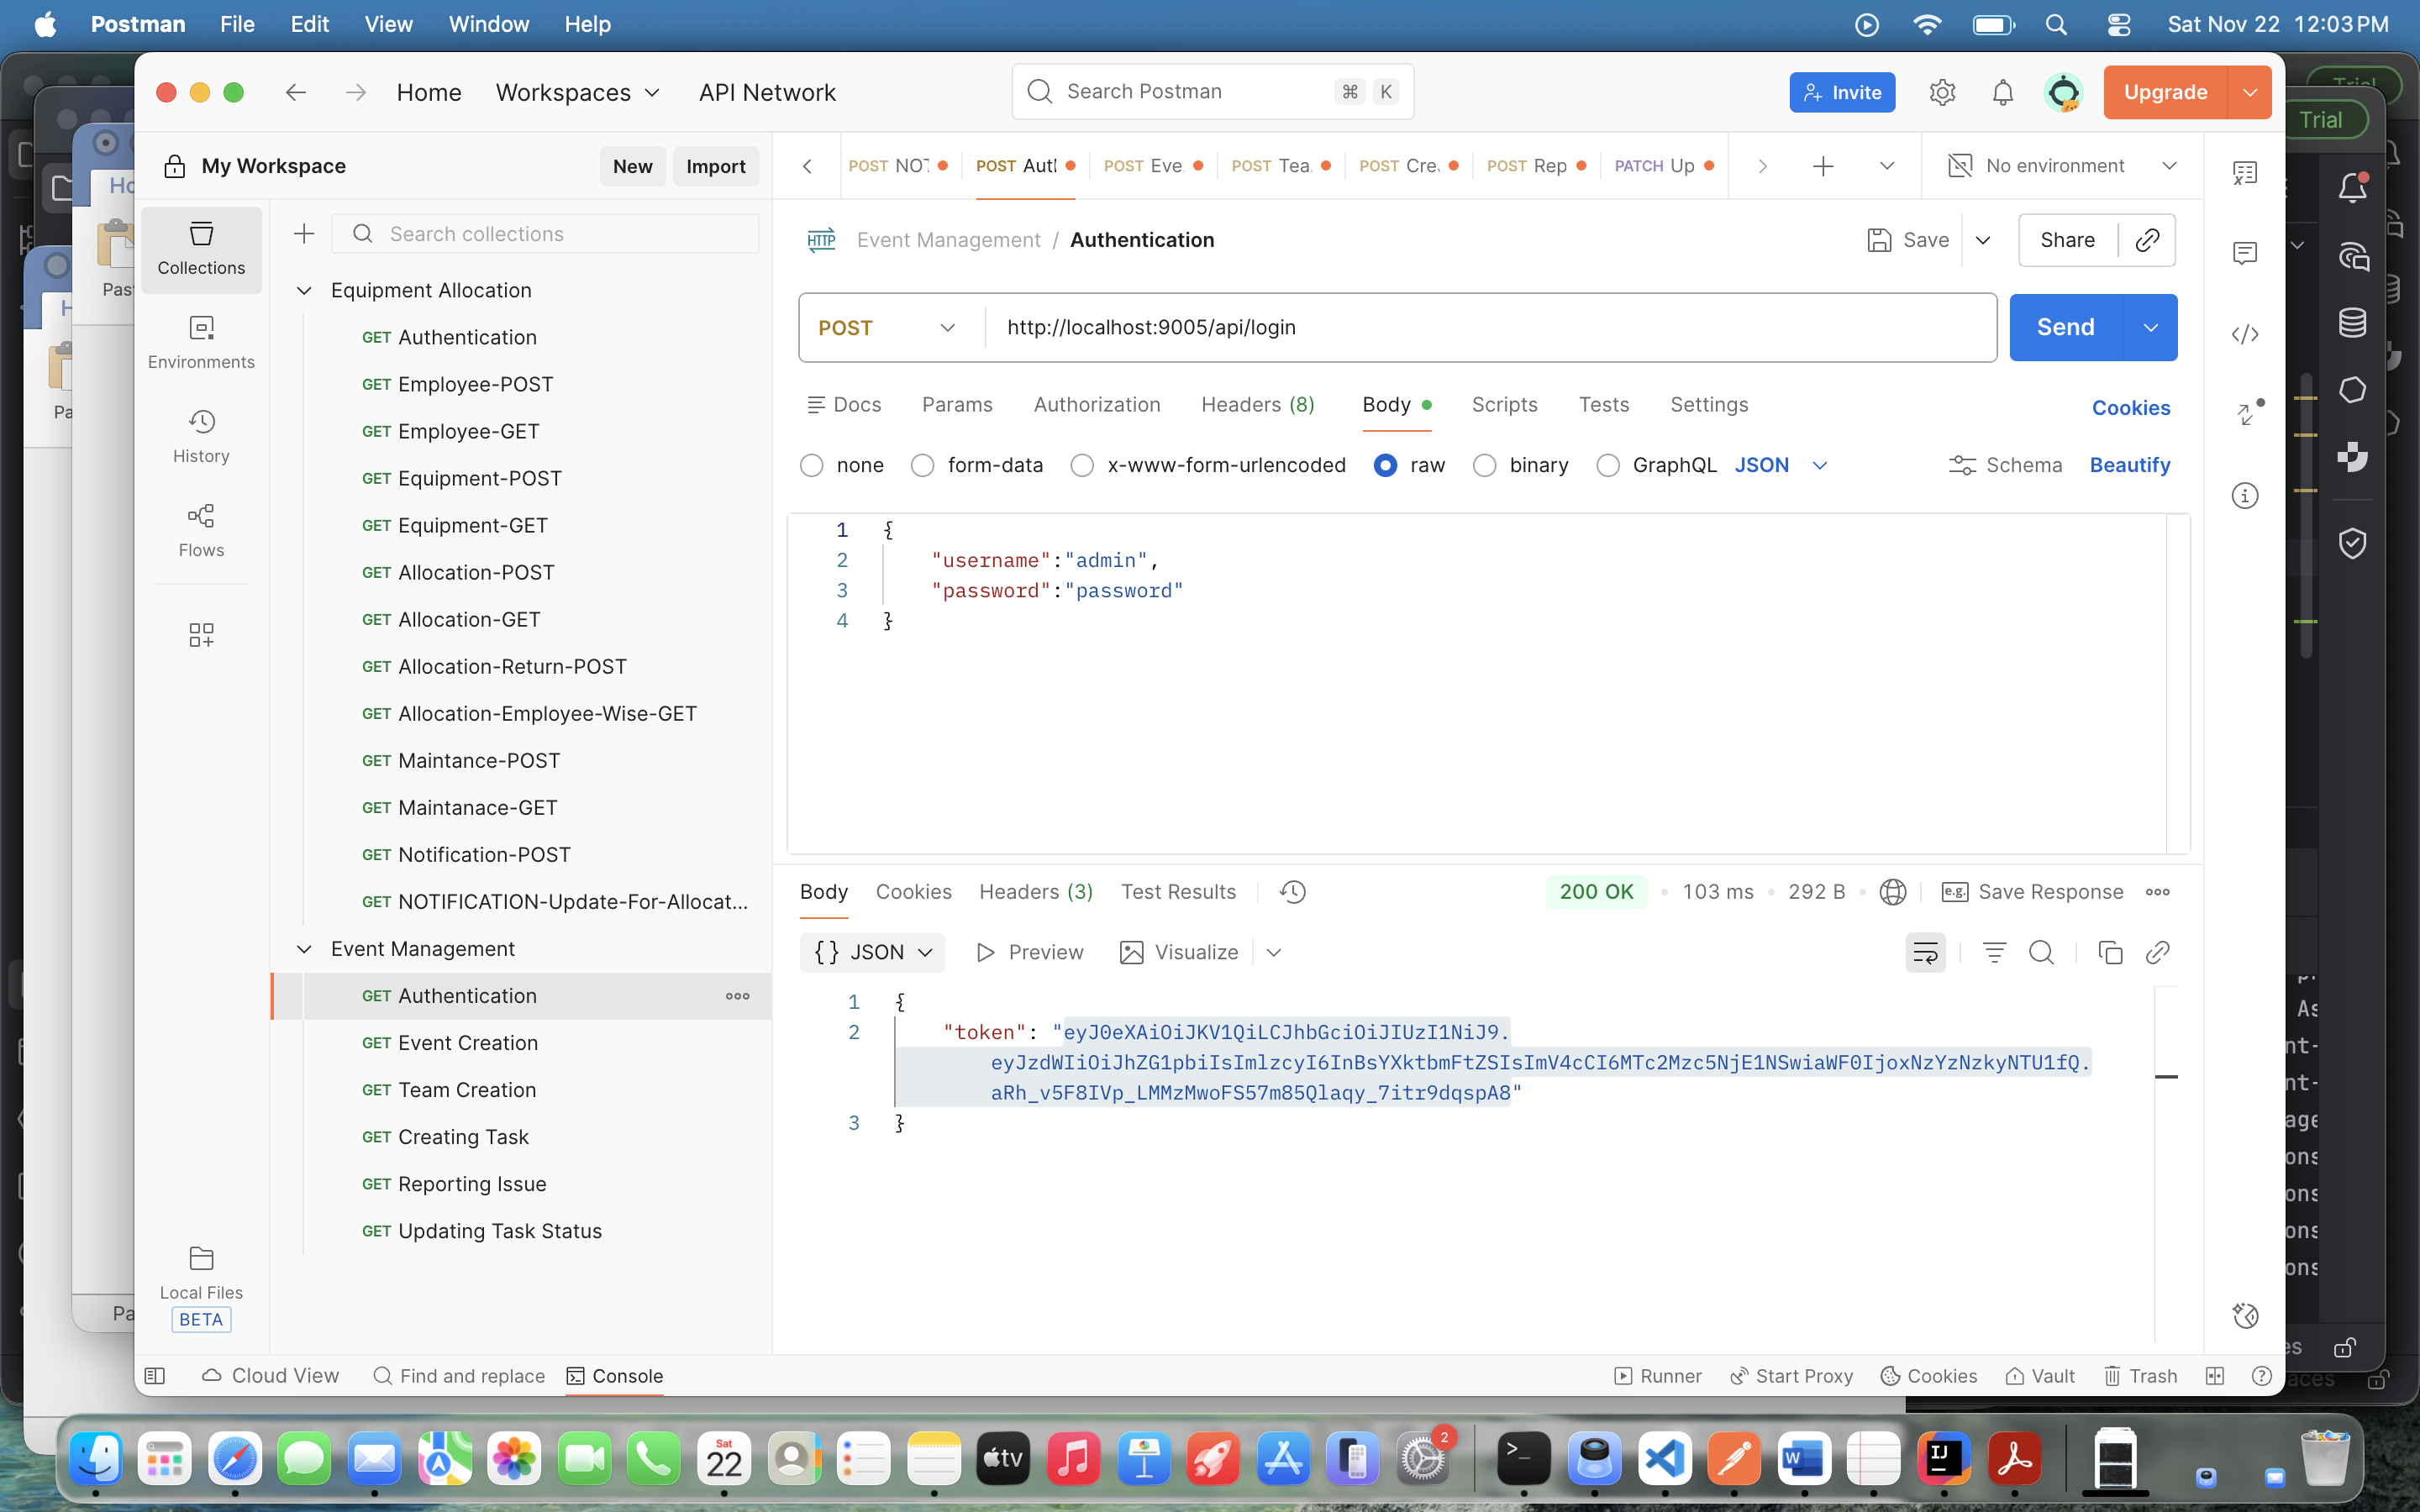 Postman File Edit View Window Help
Sat Nov 22 12:03 PM
Home Workspaces API Network
Search Postman ⌘ K
Invite
Upgrade
Trial
My Workspace
New Import
POST POST Eve POST Tea POST Cre POST Rep PATCH Up
No environment
Collections
Environments
History
Flows
Local Files
BETA
Search collections
Equipment Allocation
GET Authentication
GET Employee-POST
GET Employee-GET
GET Equipment-POST
GET Equipment-GET
GET Allocation-POST
GET Allocation-GET
GET Allocation-Return-POST
GET Allocation-Employee-Wise-GET
GET Maintance-POST
GET Maintanace-GET
GET Notification-POST
GET NOTIFICATION-Update-For-Allocat...
Event Management
GET Authentication
GET Event Creation
GET Team Creation
GET Creating Task
GET Reporting Issue
GET Updating Task Status
HTTP Event Management / Authentication
Save Share
POST http://localhost:9005/api/login
Send
Docs Params Authorization Headers (8) Body Scripts Tests Settings
Cookies
none form-data x-www-form-urlencoded raw binary GraphQL JSON
Schema Beautify
1 {
2 "username":"admin",
3 "password":"password"
4 }
Body Cookies Headers (3) Test Results
200 OK 103 ms 292 B e.g. Save Response
{} JSON Preview Visualize
1 {
2 "token": "eyJ0eXAiOiJKV1QiLCJhbGciOiJIUzI1NiJ9.
eyJzdWIiOiJhZG1pbiIsImlzcyI6InBsYXktbmFtZSIsImV4cCI6MTc2Mzc5NjE1NSwiaWF0IjoxNzYzNzkyNTU1fQ.
aRh_v5F8IVp_LMMzMwoFS57m85Qlaqy_7itr9dqspA8"
3 }
Cloud View Find and replace Console
Runner Start Proxy Cookies Vault Trash
Sat
22
tv
2
W
IJ